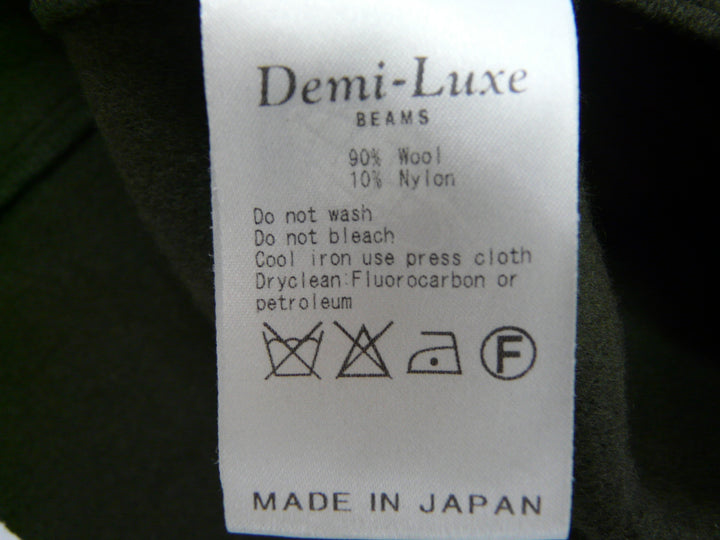 Demi-Luxe
BEAMS
90% Wool
10% Nylon
Do not wash
Do not bleach
Cool iron use press cloth
Dryclean:Fluorocarbon or
petroleum
F
MADE IN JAPAN